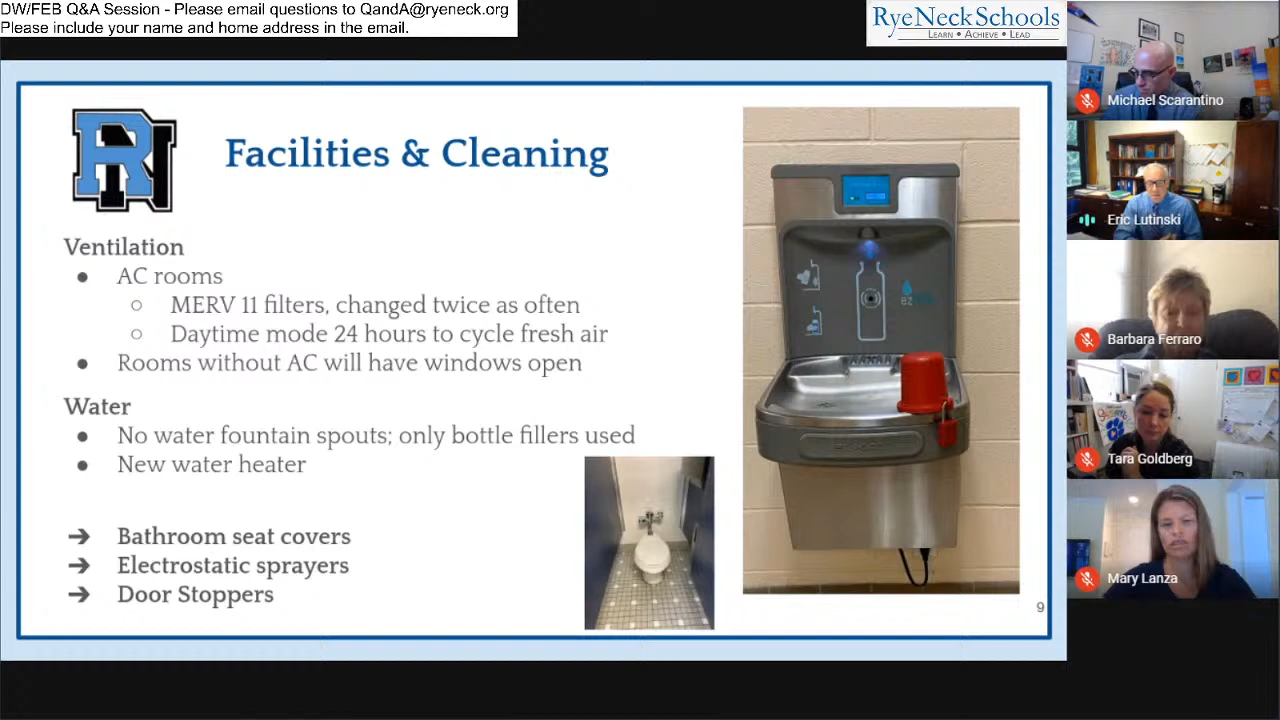 DW/FEB Q&A Session - Please email questions to QandA@ryeneck.org
Please include your name and home address in the email.
RyeNeckSchools
LEARN • ACHIEVE • LEAD
RN
Facilities & Cleaning
Ventilation
● AC rooms
○ MERV 11 filters, changed twice as often
○ Daytime mode 24 hours to cycle fresh air
● Rooms without AC will have windows open
Water
● No water fountain spouts; only bottle fillers used
● New water heater
➔ Bathroom seat covers
➔ Electrostatic sprayers
➔ Door Stoppers
ez
9
Michael Scarantino
Eric Lutinski
Barbara Ferraro
Tara Goldberg
Mary Lanza